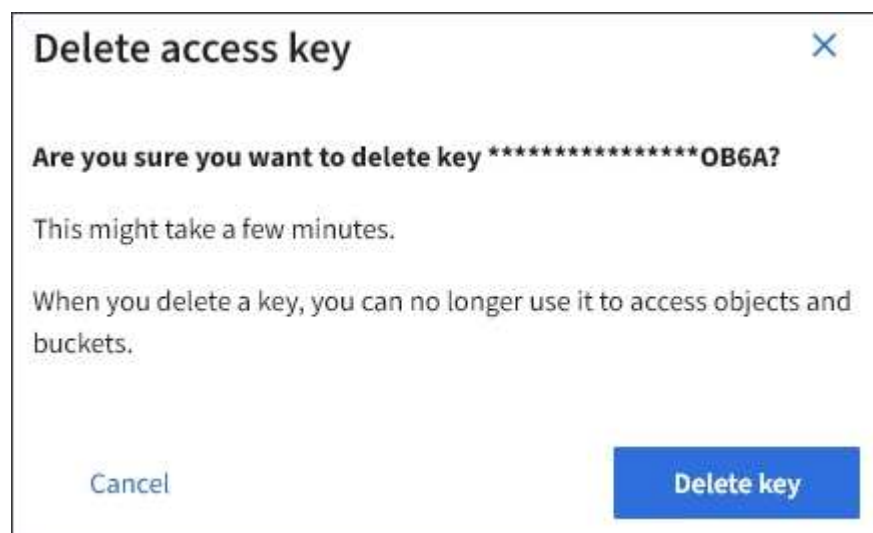 Delete access key
Are you sure you want to delete key ****************OB6A?
This might take a few minutes.
When you delete a key, you can no longer use it to access objects and
buckets.
Cancel
Delete key